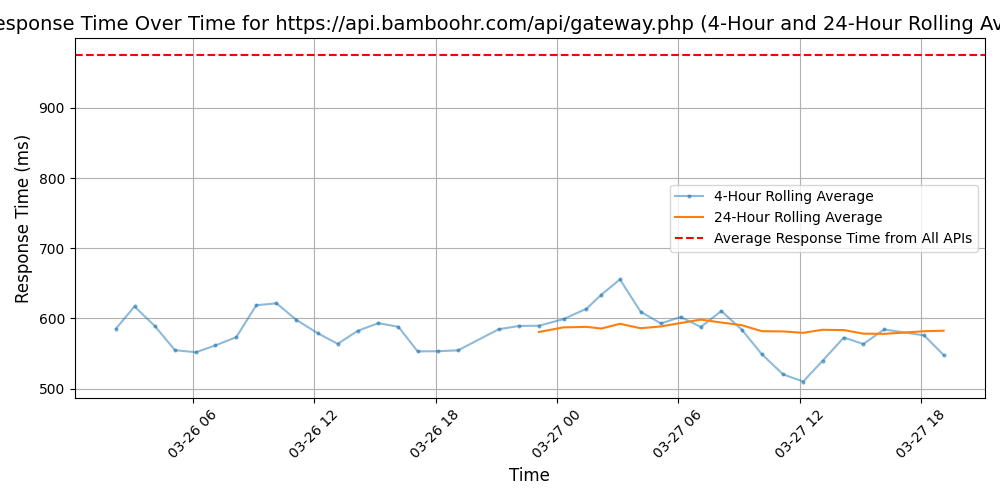 esponse Time Over Time for https://api.bamboohr.com/api/gateway.php (4-Hour and 24-Hour Rolling Av
Response Time (ms)
900
800
700
600
500
4-Hour Rolling Average
24-Hour Rolling Average
Average Response Time from All APIs
03-26 06
03-26 12
03-26 18
03-27 00
03-27 06
03-27 12
03-27 18
Time